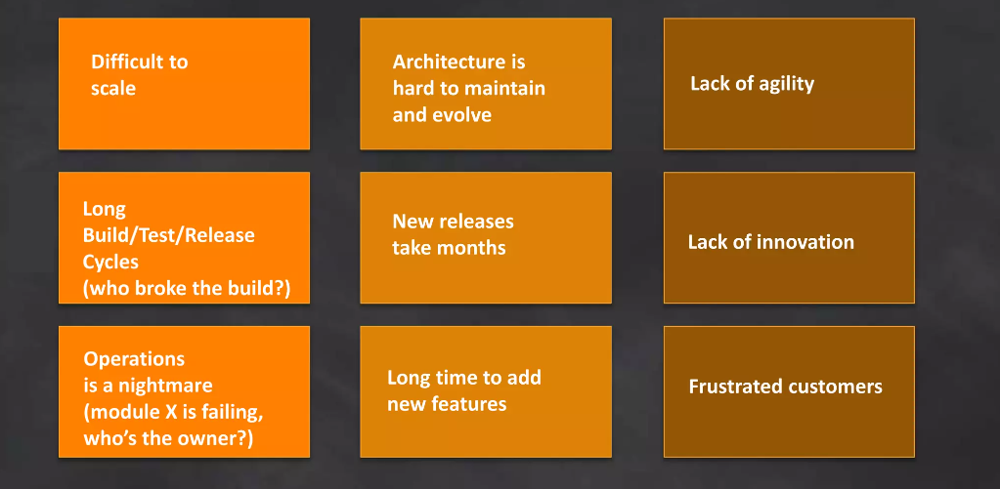 Difficult to
scale
Architecture is
hard to maintain
and evolve
Lack of agility
Long
Build/Test/Release
Cycles
(who broke the build?)
New releases
take months
Lack of innovation
Operations
is a nightmare
(module X is failing,
who's the owner?)
Long time to add
new features
Frustrated customers